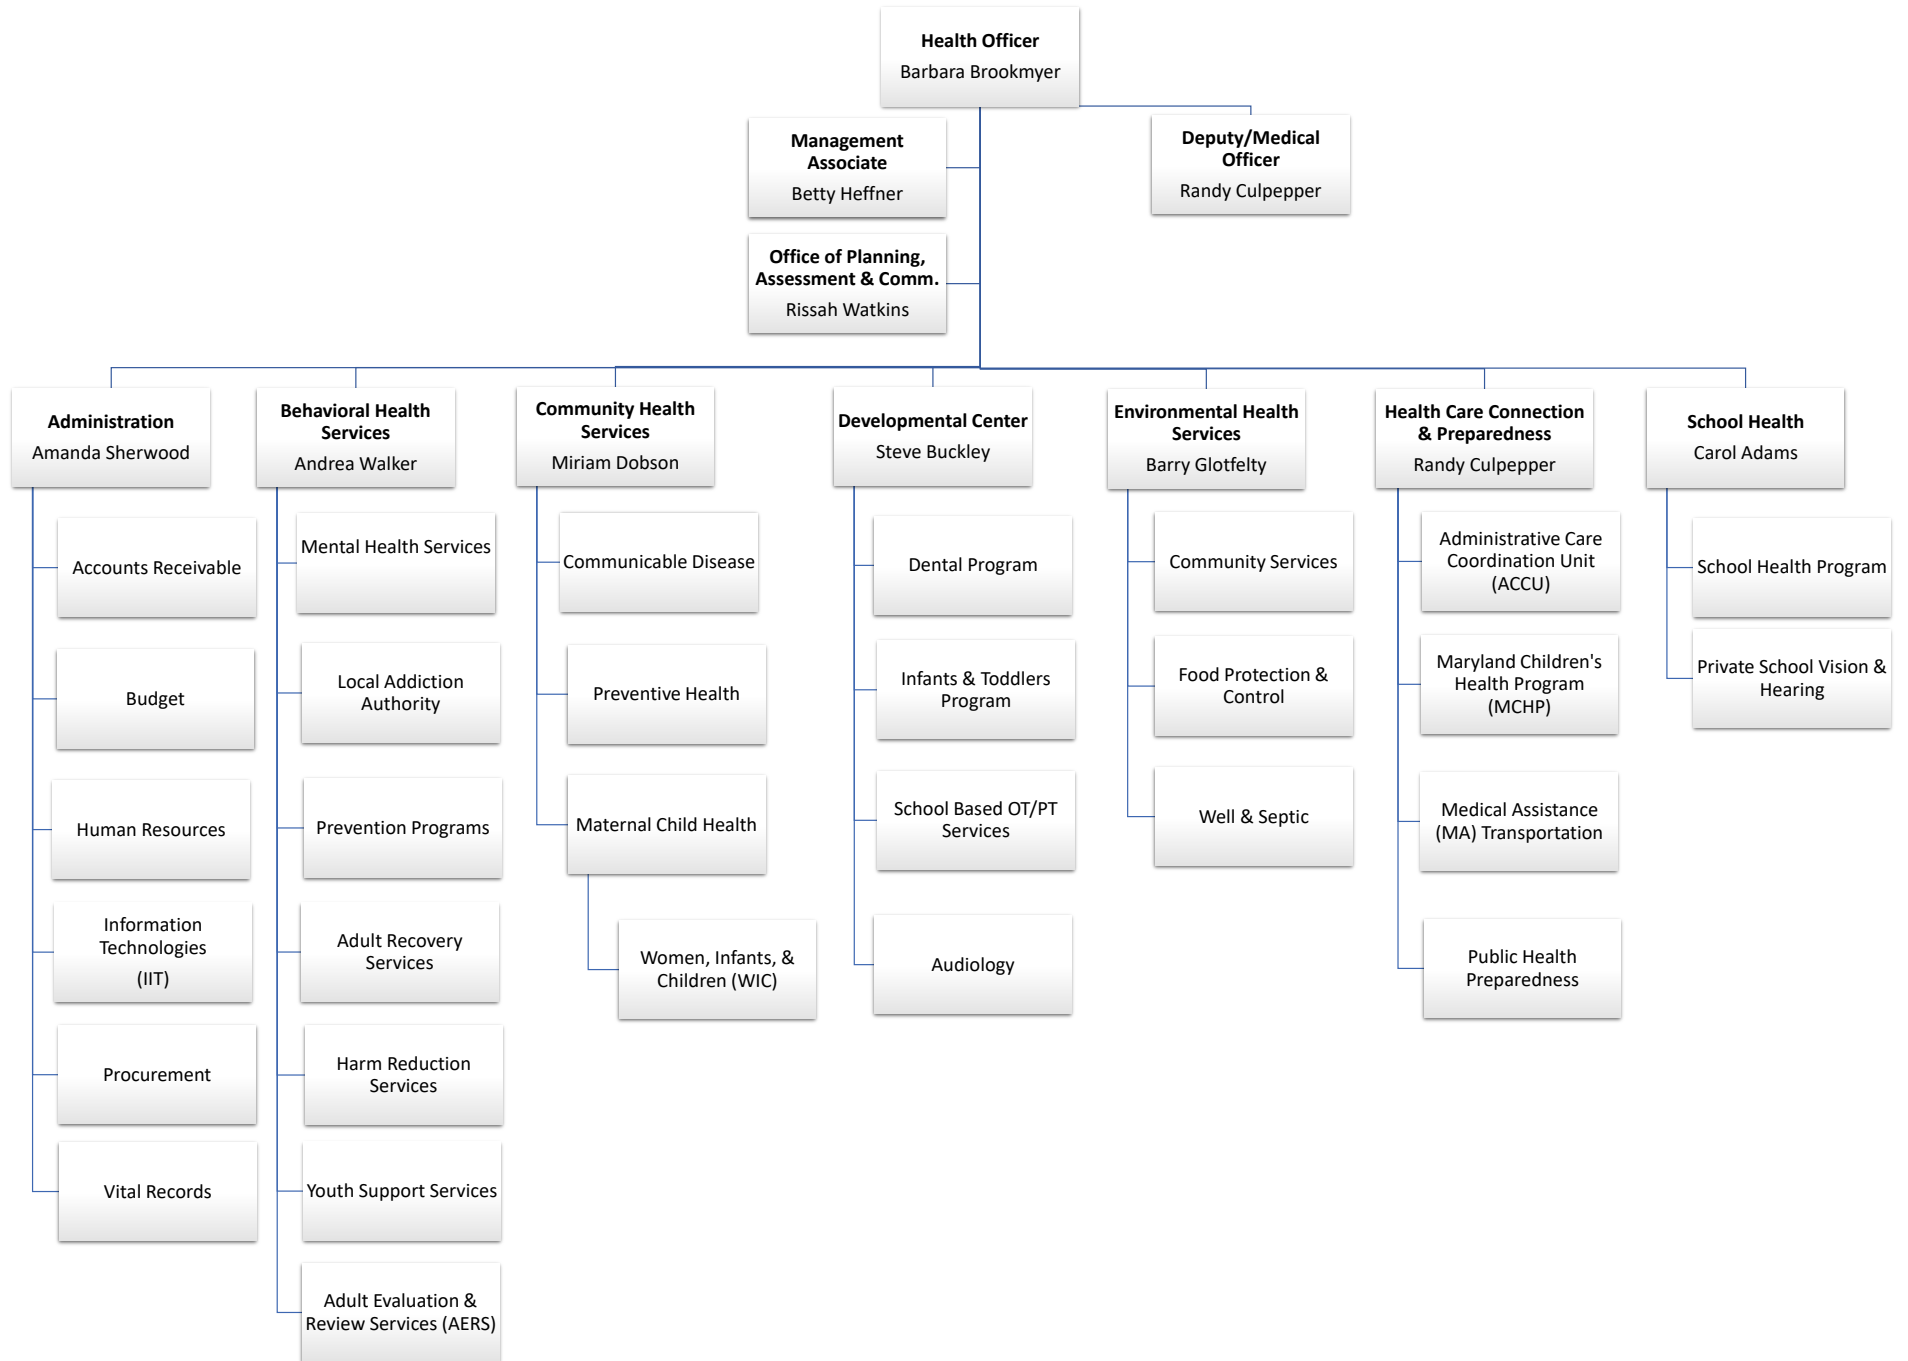 Health Officer
Barbara Brookmyer
Management
Associate
Betty Heffner
Deputy/Medical
Officer
Randy Culpepper
Office of Planning,
Assessment & Comm.
Rissah Watkins
Administration
Amanda Sherwood
Accounts Receivable
Budget
Human Resources
Information
Technologies
(IIT)
Procurement
Vital Records
Behavioral Health
Services
Andrea Walker
Mental Health Services
Local Addiction
Authority
Prevention Programs
Adult Recovery
Services
Harm Reduction
Services
Youth Support Services
Adult Evaluation &
Review Services (AERS)
Community Health
Services
Miriam Dobson
Communicable Disease
Preventive Health
Maternal Child Health
Women, Infants, &
Children (WIC)
Developmental Center
Steve Buckley
Dental Program
Infants & Toddlers
Program
School Based OT/PT
Services
Audiology
Environmental Health
Services
Barry Glotfelty
Community Services
Food Protection &
Control
Well & Septic
Health Care Connection
& Preparedness
Randy Culpepper
Administrative Care
Coordination Unit
(ACCU)
Maryland Children's
Health Program
(MCHP)
Medical Assistance
(MA) Transportation
Public Health
Preparedness
School Health
Carol Adams
School Health Program
Private School Vision &
Hearing